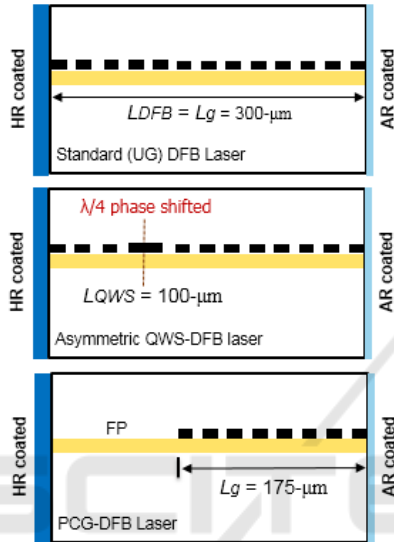 HR coated
AR coated
LDFB = Lg = 300-μm
Standard (UG) DFB Laser
λ/4 phase shifted
HR coated
AR coated
LQWS = 100-μm
Asymmetric QWS-DFB laser
HR coated
AR coated
FP
Lg = 175-μm
PCG-DFB Laser